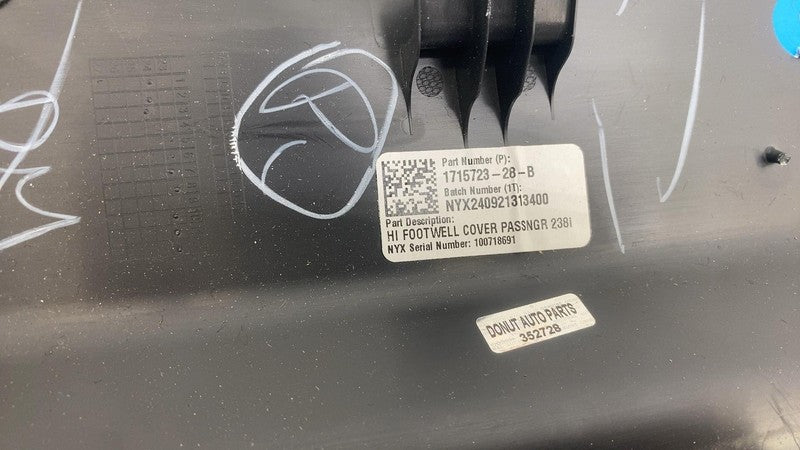 Part Number (P):
1715723-28-B
Batch Number (1T):
NYX240921313400
Part Description:
HI FOOTWELL COVER PASSNGR 238i
NYX Serial Number: 100718691
DONUT AUTO PARTS
352728